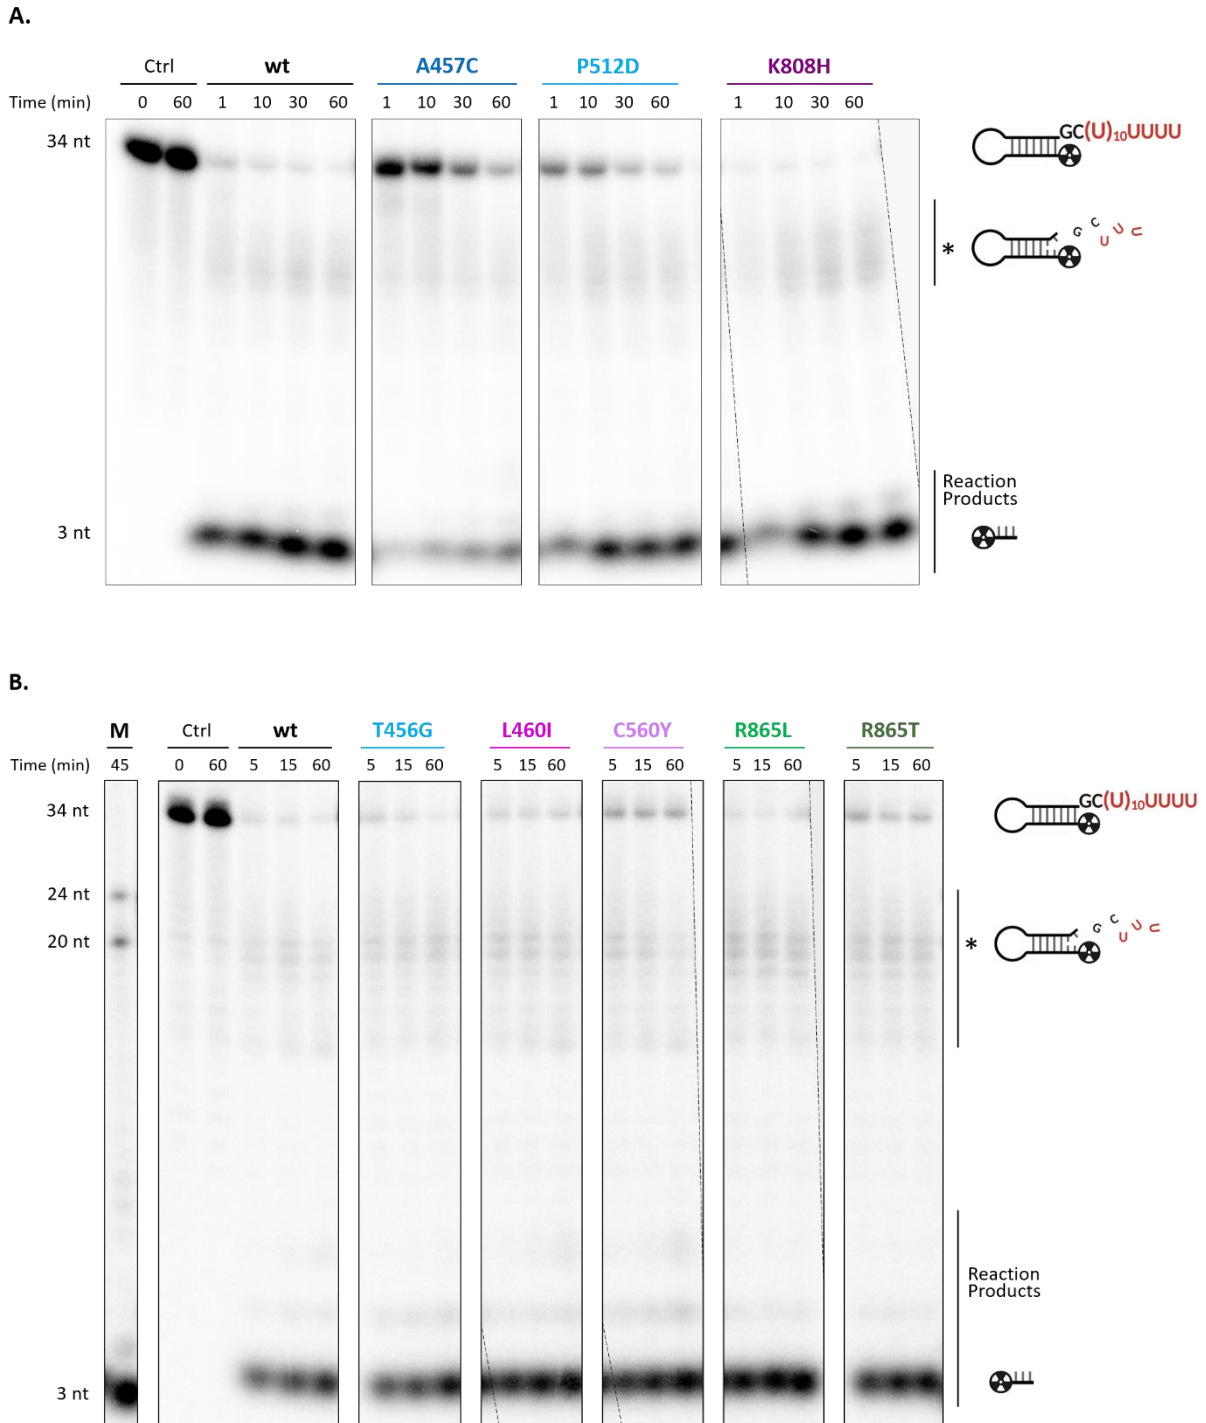 A.
Ctrl wt A457C P512D K808H
Time (min) 0 60 1 10 30 60 1 10 30 60 1 10 30 60 1 10 30 60
34 nt
GC(U)10UUUU
* G C U U U
Reaction
Products
3 nt
B.
M Ctrl wt T456G L460I C560Y R865L R865T
Time (min) 45 0 60 5 15 60 5 15 60 5 15 60 5 15 60 5 15 60 5 15 60
34 nt
GC(U)10UUUU
24 nt
20 nt
* G C U U U
Reaction
Products
3 nt